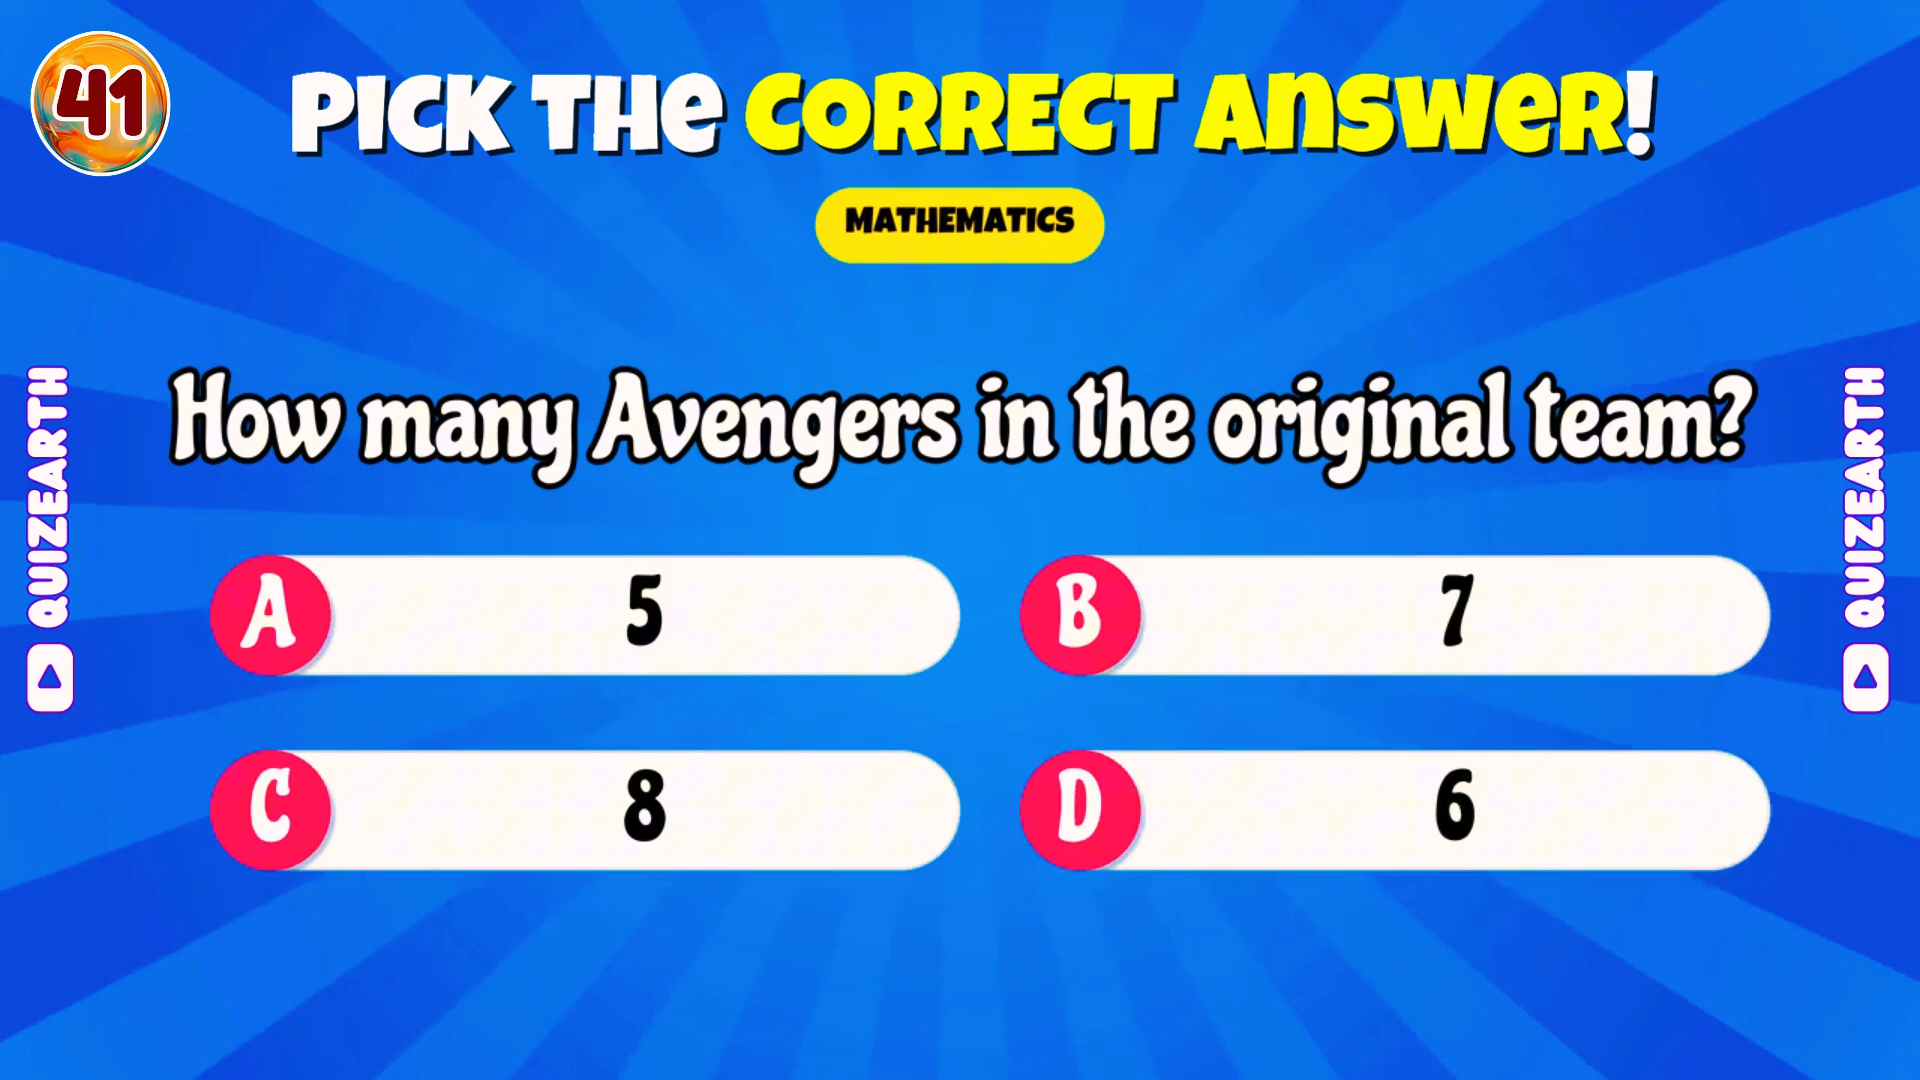 41
PICK THE CORRECT ANSWER!
MATHEMATICS
How many Avengers in the original team?
QUIZEARTH
QUIZEARTH
A 5
B 7
C 8
D 6